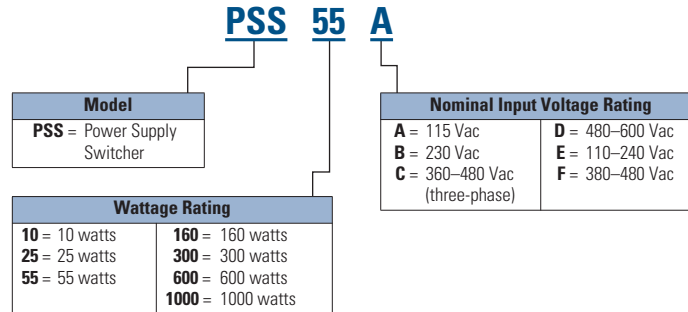 PSS 55 A
Model
PSS = Power Supply
Switcher
Nominal Input Voltage Rating
A = 115 Vac
B = 230 Vac
C = 360–480 Vac
(three-phase)
D = 480–600 Vac
E = 110–240 Vac
F = 380–480 Vac
Wattage Rating
10 = 10 watts
25 = 25 watts
55 = 55 watts
160 = 160 watts
300 = 300 watts
600 = 600 watts
1000 = 1000 watts